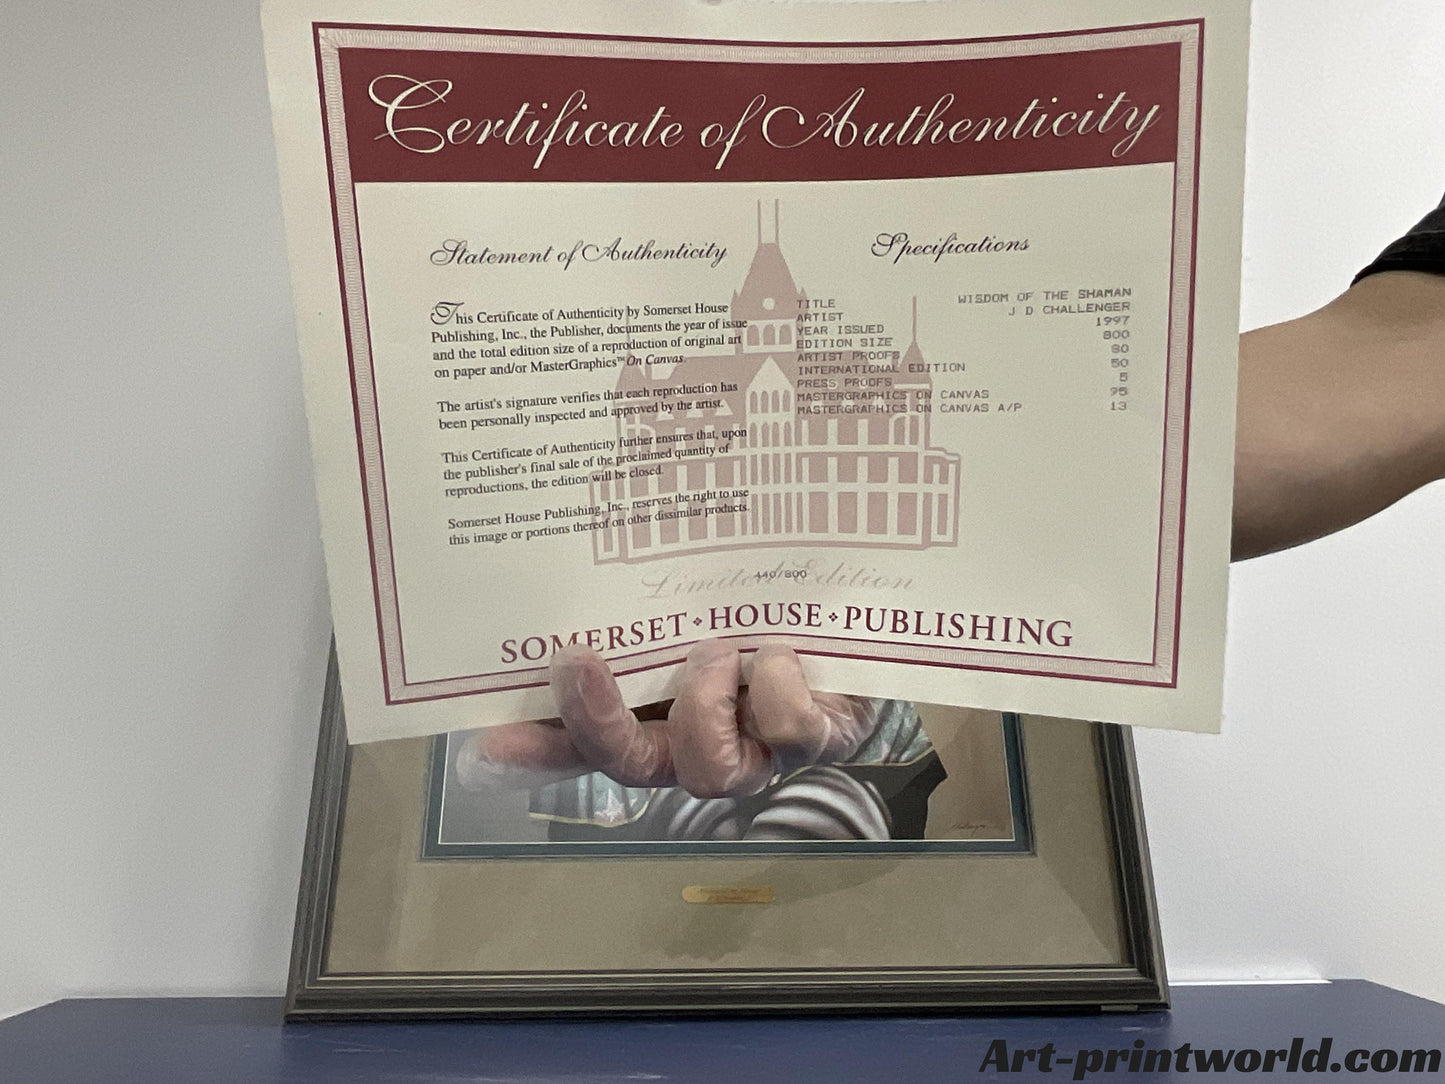 Certificate of Authenticity
Statement of Authenticity
This Certificate of Authenticity by Somerset House
Publishing, Inc., the Publisher, documents the year of issue
and the total edition size of a reproduction of original art
on paper and/or MasterGraphics™ On Canvas.
The artist's signature verifies that each reproduction has
been personally inspected and approved by the artist.
This Certificate of Authenticity further ensures that, upon
the publisher's final sale of the proclaimed quantity of
reproductions, the edition will be closed.
Somerset House Publishing, Inc., reserves the right to use
this image or portions thereof on other dissimilar products.
Specifications
TITLE WISDOM OF THE SHAMAN
ARTIST J D CHALLENGER
YEAR ISSUED 1997
EDITION SIZE 800
ARTIST PROOFS 80
INTERNATIONAL EDITION 50
PRESS PROOFS 5
MASTERGRAPHICS ON CANVAS 95
MASTERGRAPHICS ON CANVAS A/P 13
Limited Edition
440/800
SOMERSET❖HOUSE❖PUBLISHING
Art-printworld.com